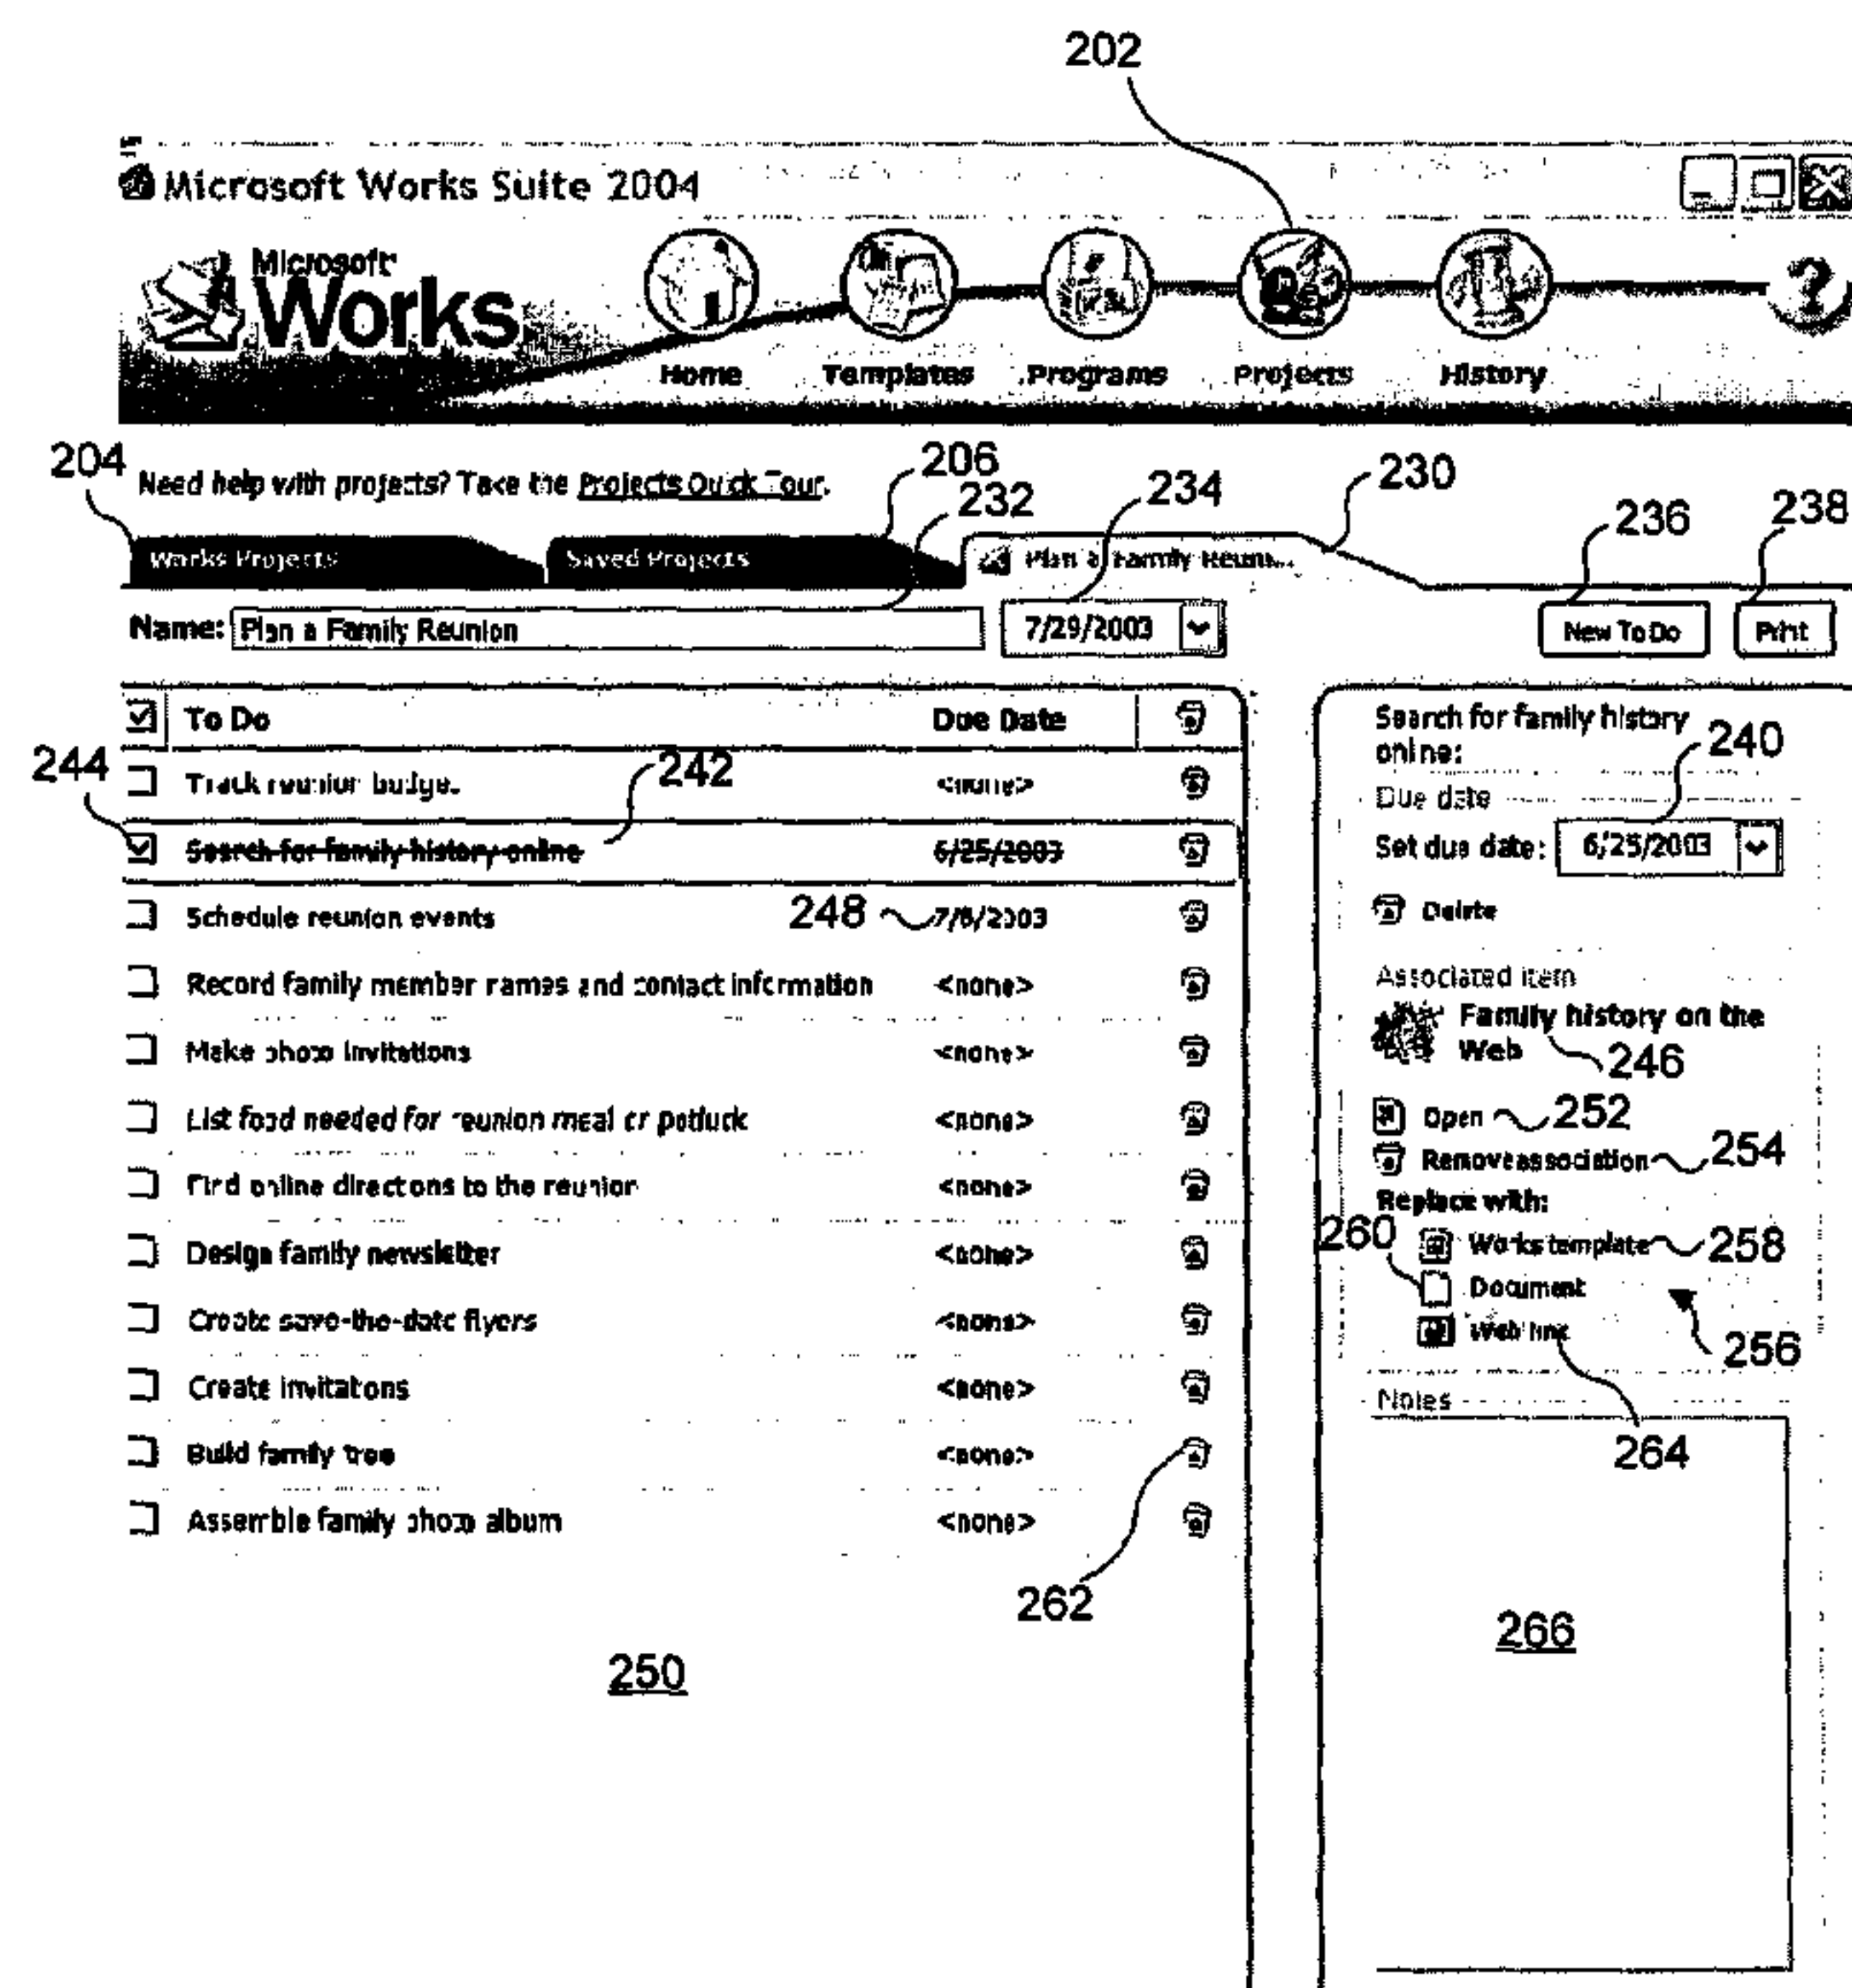 202
Microsoft Works Suite 2004
Microsoft
Works
?
Home Templates Programs Projects History
204 206 230
Need help with projects? Take the Projects Quick Tour.
232 234 236 238
Works Projects Saved Projects Plan a Family Reuni...
Name: Plan a Family Reunion 7/29/2003 New To Do Print
To Do Due Date
Search for family history
online:
240
244 242
Track reunion budget <none>
Due date
Search for family history online 6/25/2003
Set due date: 6/25/2003
Schedule reunion events 248 7/8/2003
Delete
Record family member names and contact information <none>
Associated item
Family history on the
Web
246
Make photo invitations <none>
List food needed for reunion meal or potluck <none>
Open 252
Remove association 254
Find online directions to the reunion <none>
Replace with:
260 Works template 258
Design family newsletter <none>
Document
256
Create save-the-date flyers <none>
Web link
Create invitations <none>
Notes
264
Build family tree <none>
Assemble family photo album <none>
262
266
250